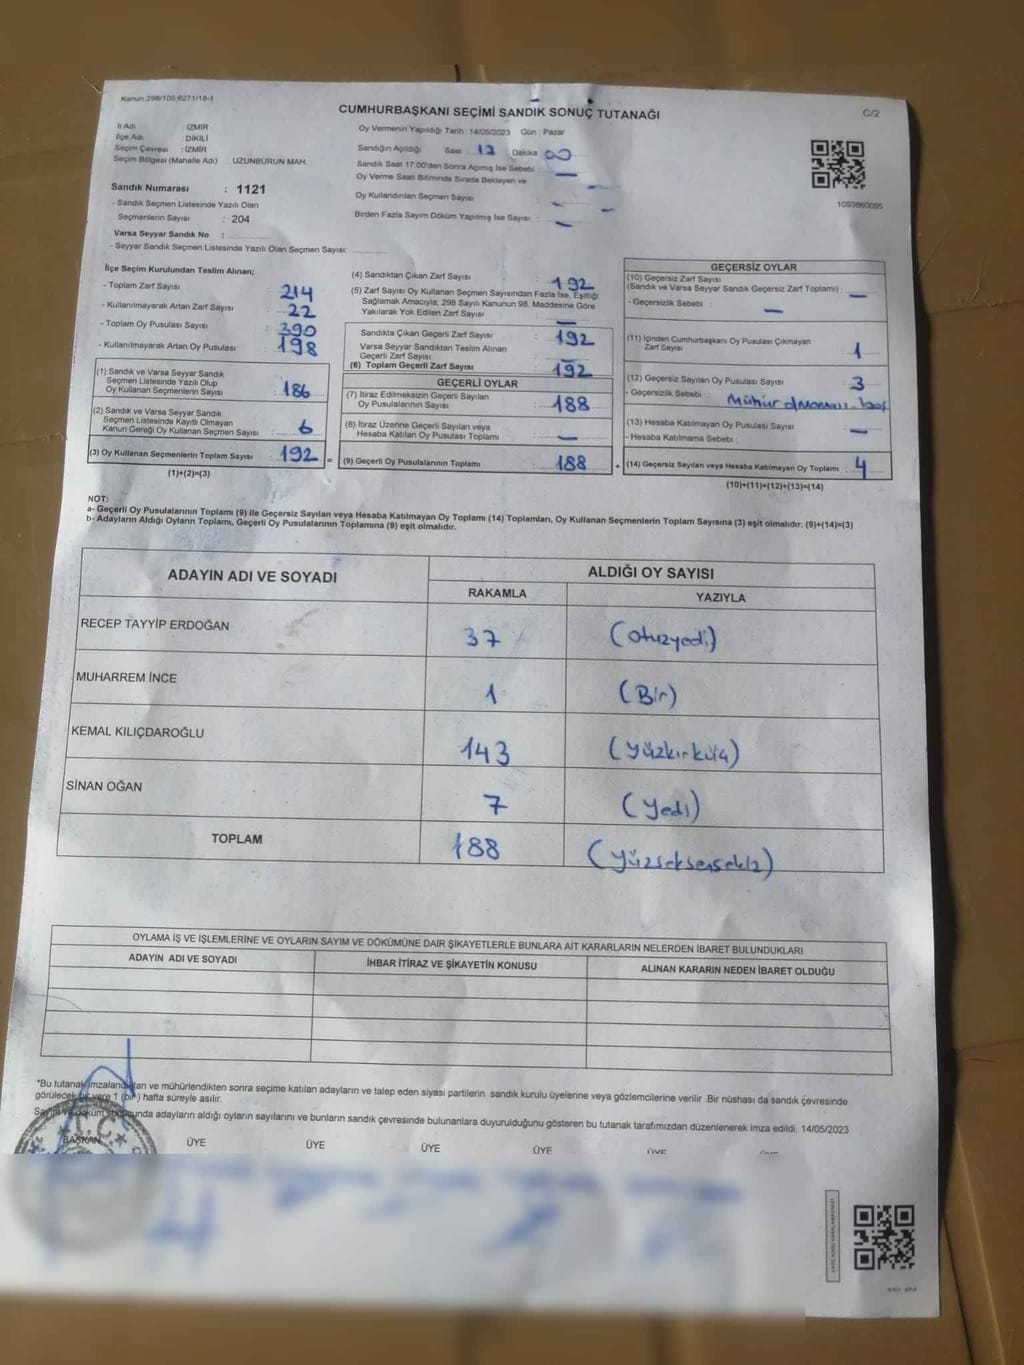 Kanun:298/105;6271/18-1
CUMHURBAŞKANI SEÇİMİ SANDIK SONUÇ TUTANAĞI
C/2
İl Adı : İZMİR
İlçe Adı : DİKİLİ
Seçim Çevresi : İZMİR
Seçim Bölgesi (Mahalle Adı) : UZUNBURUN MAH.
Sandık Numarası : 1121
- Sandık Seçmen Listesinde Yazılı Olan
Seçmenlerin Sayısı : 204
Varsa Seyyar Sandık No :
- Seyyar Sandık Seçmen Listesinde Yazılı Olan Seçmen Sayısı:
Oy Vermenin Yapıldığı Tarih : 14/05/2023 Gün : Pazar
Sandığın Açıldığı Saat 17 Dakika 00
Sandık Saat 17:00'den Sonra Açımış İse Sebebi : —
Oy Verme Saati Bitiminde Sırada Bekleyen ve
Oy Kullandırılan Seçmen Sayısı : —
Birden Fazla Sayım Döküm Yapılmış İse Sayısı : —
1093860095
İlçe Seçim Kurulundan Teslim Alınan;
- Toplam Zarf Sayısı : 214
- Kullanılmayarak Artan Zarf Sayısı : 22
- Toplam Oy Pusulası Sayısı : 390
- Kullanılmayarak Artan Oy Pusulası : 198
(1) Sandık ve Varsa Seyyar Sandık
Seçmen Listesinde Yazılı Olup
Oy Kullanan Seçmenlerin Sayısı : 186
(2) Sandık ve Varsa Seyyar Sandık
Seçmen Listesinde Kayıtlı Olmayan
Kanun Gereği Oy Kullanan Seçmen Sayısı : 6
(3) Oy Kullanan Seçmenlerin Toplam Sayısı : 192
(1)+(2)=(3)
(4) Sandıktan Çıkan Zarf Sayısı : 192
(5) Zarf Sayısı Oy Kullanan Seçmen Sayısından Fazla İse, Eşitliği
Sağlamak Amacıyla; 298 Sayılı Kanunun 98. Maddesine Göre
Yakılarak Yok Edilen Zarf Sayısı : —
Sandıkta Çıkan Geçerli Zarf Sayısı : 192
Varsa Seyyar Sandıktan Teslim Alınan
Geçerli Zarf Sayısı : —
(6) Toplam Geçerli Zarf Sayısı : 192
GEÇERLİ OYLAR
(7) İtiraz Edilmeksizin Geçerli Sayılan
Oy Pusulalarının Sayısı : 188
(8) İtiraz Üzerine Geçerli Sayılan veya
Hesaba Katılan Oy Pusulası Toplamı : —
= (9) Geçerli Oy Pusulalarının Toplamı : 188
GEÇERSİZ OYLAR
(10) Geçersiz Zarf Sayısı
(Sandık ve Varsa Seyyar Sandık Geçersiz Zarf Toplamı) : —
- Geçersizlik Sebebi : —
(11) İçinden Cumhurbaşkanı Oy Pusulası Çıkmayan
Zarf Sayısı : 1
(12) Geçersiz Sayılan Oy Pusulası Sayısı : 3
- Geçersizlik Sebebi : Mühür
(13) Hesaba Katılmayan Oy Pusulası Sayısı : —
- Hesaba Katılmama Sebebi :
+ (14) Geçersiz Sayılan veya Hesaba Katılmayan Oy Toplamı : 4
(10)+(11)+(12)+(13)=(14)
NOT:
a- Geçerli Oy Pusulalarının Toplamı (9) ile Geçersiz Sayılan veya Hesaba Katılmayan Oy Toplamı (14) Toplamları, Oy Kullanan Seçmenlerin Toplam Sayısına (3) eşit olmalıdır. (9)+(14)=(3)
b- Adayların Aldığı Oyların Toplamı, Geçerli Oy Pusulalarının Toplamına (9) eşit olmalıdır.
ADAYIN ADI VE SOYADI
ALDIĞI OY SAYISI
RAKAMLA YAZIYLA
RECEP TAYYİP ERDOĞAN 37 (otuzyedi)
MUHARREM İNCE 1 (Bir)
KEMAL KILIÇDAROĞLU 143 (yüzkırküç)
SİNAN OĞAN 7 (yedi)
TOPLAM 188 (yüzseksensekiz)
OYLAMA İŞ VE İŞLEMLERİNE VE OYLARIN SAYIM VE DÖKÜMÜNE DAİR ŞİKAYETLERLE BUNLARA AİT KARARLARIN NELERDEN İBARET BULUNDUKLARI
ADAYIN ADI VE SOYADI
İHBAR İTİRAZ VE ŞİKAYETİN KONUSU
ALINAN KARARIN NEDEN İBARET OLDUĞU
*Bu tutanak imzalandıktan ve mühürlendikten sonra seçime katılan adayların ve talep eden siyasi partilerin sandık kurulu üyelerine veya gözlemcilerine verilir .Bir nüshası da sandık çevresinde
görülecek bir yere 1 (bir) hafta süreyle asılır.
Sayım ve döküm sonucunda adayların aldığı oyların sayılarını ve bunların sandık çevresinde bulunanlara duyurulduğunu gösteren bu tutanak tarafımızdan düzenlenerek imza edildi. 14/05/2023
BAŞKAN ÜYE ÜYE ÜYE ÜYE ÜYE
T.C.